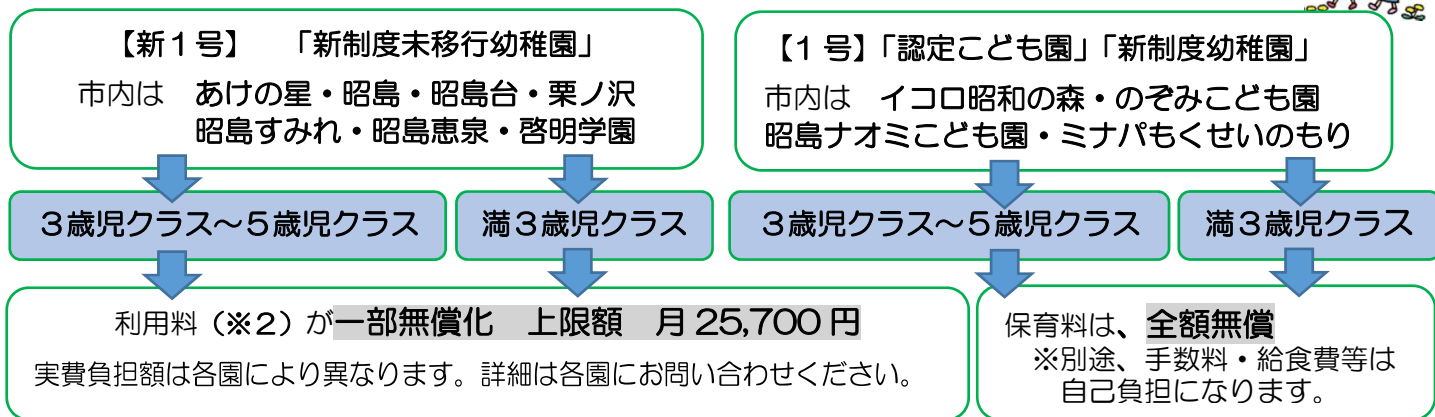 【新１号】　「新制度未移行幼稚園」
市内は　あけの星・昭島・昭島台・栗ノ沢
昭島すみれ・昭島恵泉・啓明学園
３歳児クラス～５歳児クラス
満３歳児クラス
利用料（※２）が一部無償化　上限額　月 25,700 円
実費負担額は各園により異なります。詳細は各園にお問い合わせください。
【1 号】「認定こども園」「新制度幼稚園」
市内は　イコロ昭和の森・のぞみこども園
昭島ナオミこども園・ミナパもくせいのもり
３歳児クラス～５歳児クラス
満３歳児クラス
保育料は、全額無償
※別途、手数料・給食費等は
自己負担になります。